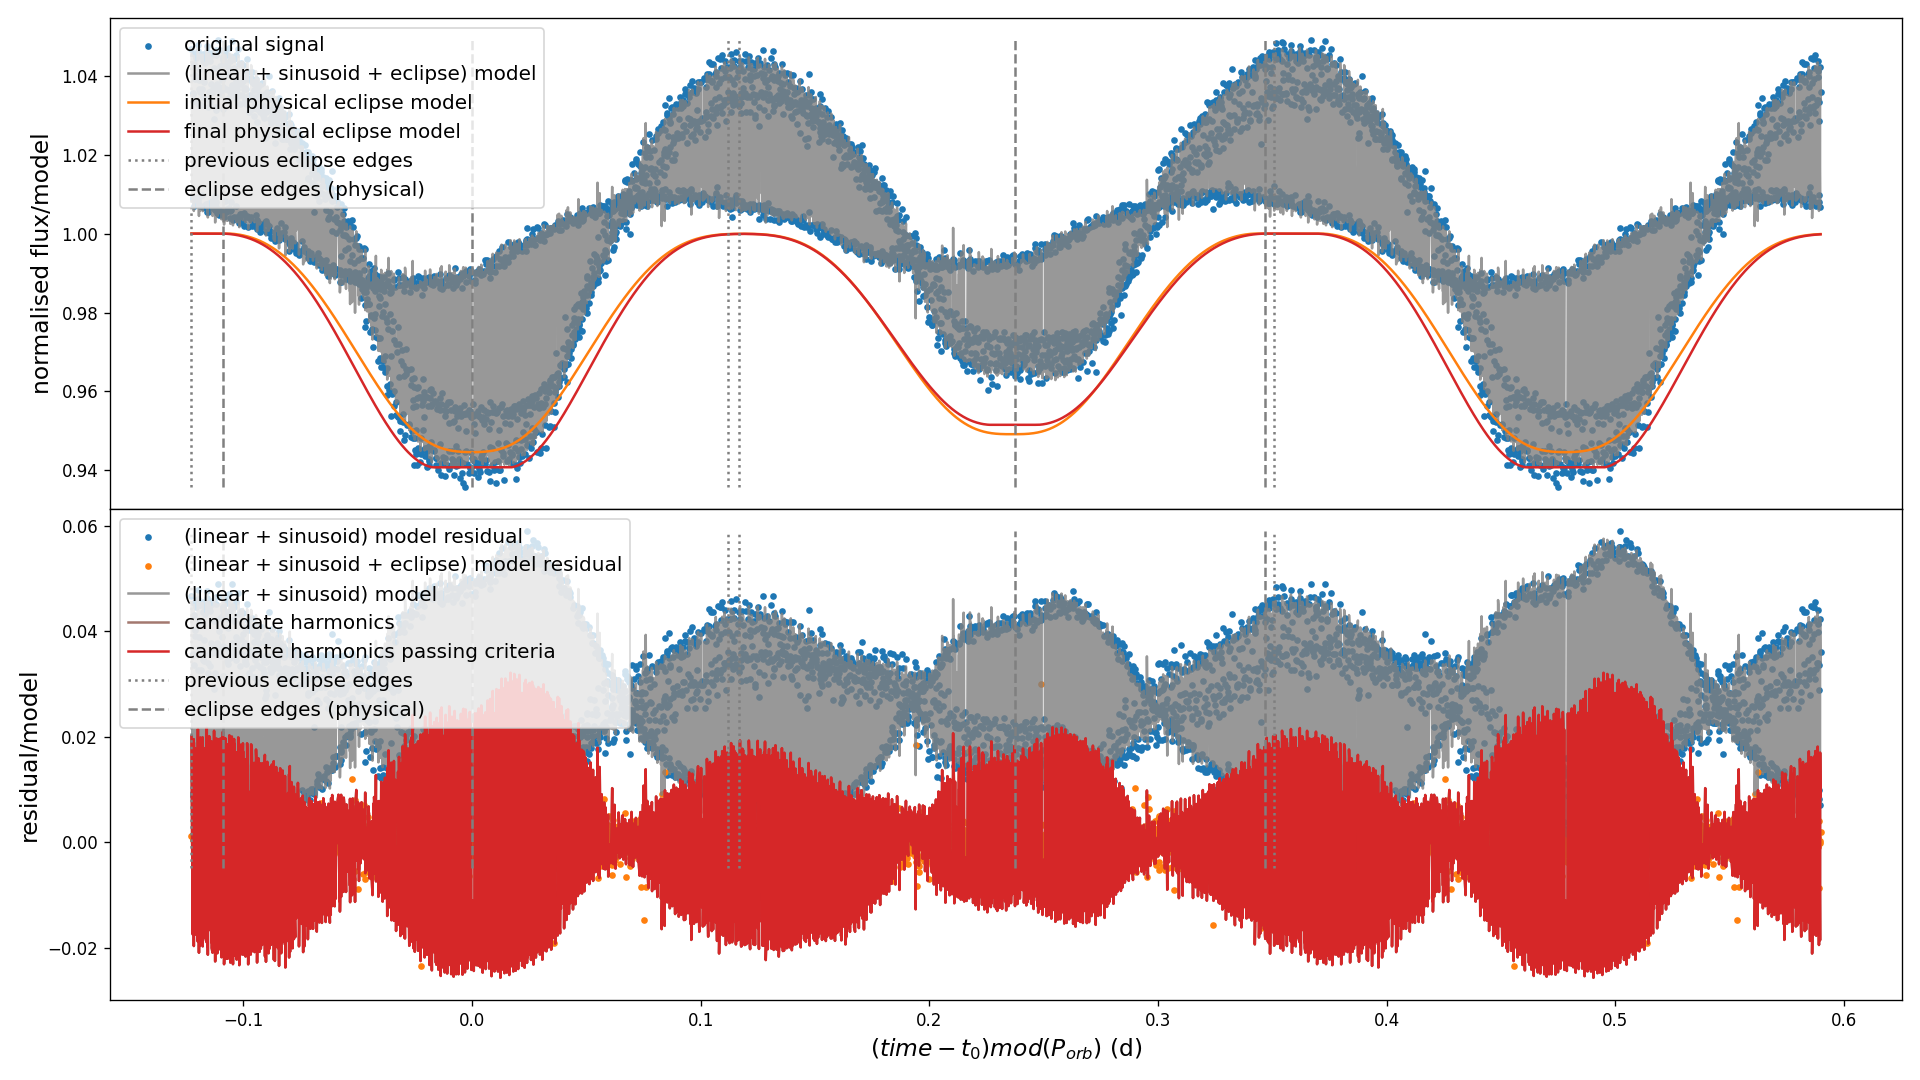 original signal
(linear + sinusoid + eclipse) model
initial physical eclipse model
final physical eclipse model
previous eclipse edges
eclipse edges (physical)
normalised flux/model
1.04
1.02
1.00
0.98
0.96
0.94
(linear + sinusoid) model residual
(linear + sinusoid + eclipse) model residual
(linear + sinusoid) model
candidate harmonics
candidate harmonics passing criteria
previous eclipse edges
eclipse edges (physical)
residual/model
0.06
0.04
0.02
0.00
−0.02
−0.1 0.0 0.1 0.2 0.3 0.4 0.5 0.6
(time − t₀)mod(Pₒᵣb) (d)